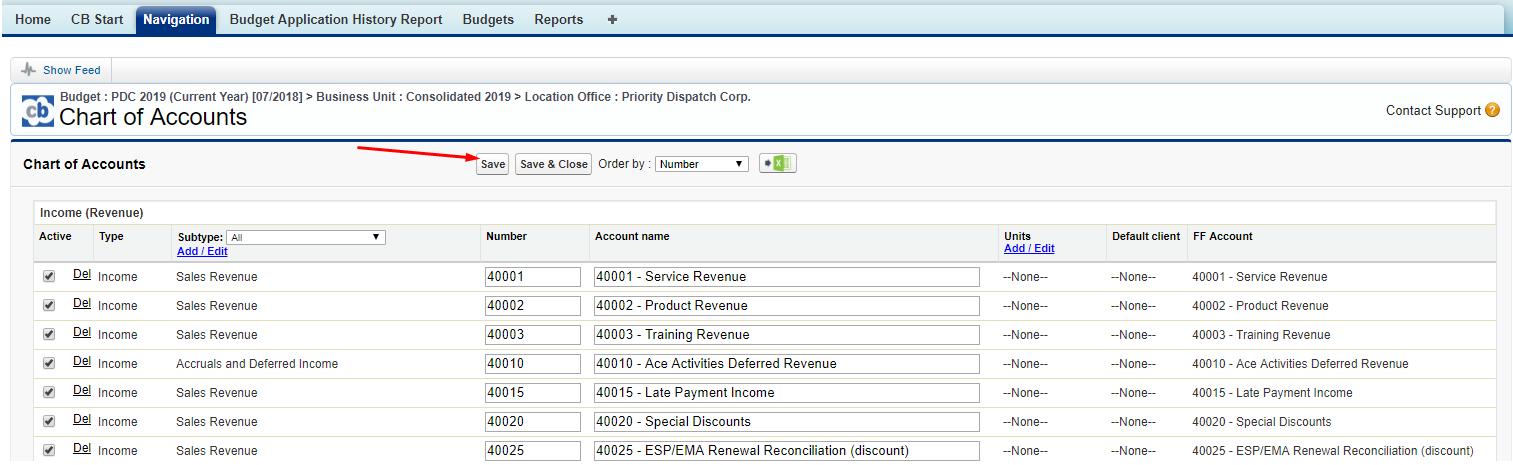 Home CB Start Navigation Budget Application History Report Budgets Reports +
Show Feed
cb
Budget : PDC 2019 (Current Year) [07/2018] > Business Unit : Consolidated 2019 > Location Office : Priority Dispatch Corp.
Chart of Accounts
Contact Support ?
Chart of Accounts Save Save & Close Order by : Number X
Income (Revenue)
Active Type Subtype: All Number Account name Units Default client FF Account
Add / Edit Add / Edit
Del Income Sales Revenue 40001 40001 - Service Revenue --None-- --None-- 40001 - Service Revenue
Del Income Sales Revenue 40002 40002 - Product Revenue --None-- --None-- 40002 - Product Revenue
Del Income Sales Revenue 40003 40003 - Training Revenue --None-- --None-- 40003 - Training Revenue
Del Income Accruals and Deferred Income 40010 40010 - Ace Activities Deferred Revenue --None-- --None-- 40010 - Ace Activities Deferred Revenue
Del Income Sales Revenue 40015 40015 - Late Payment Income --None-- --None-- 40015 - Late Payment Income
Del Income Sales Revenue 40020 40020 - Special Discounts --None-- --None-- 40020 - Special Discounts
Del Income Sales Revenue 40025 40025 - ESP/EMA Renewal Reconciliation (discount) --None-- --None-- 40025 - ESP/EMA Renewal Reconciliation (discount)